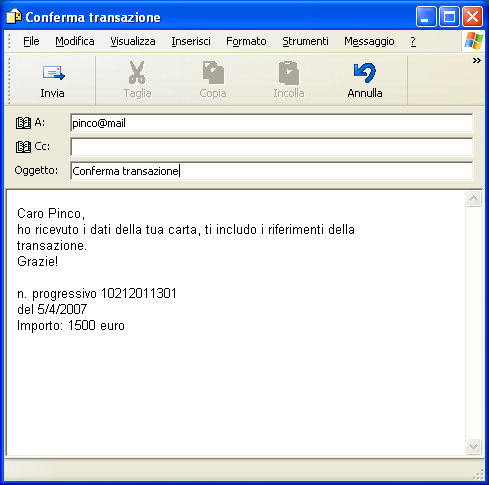 Conferma transazione
File Modifica Visualizza Inserisci Formato Strumenti Messaggio ?
Invia Taglia Copia Incolla Annulla
A: pinco@mail
Cc:
Oggetto: Conferma transazione
Caro Pinco,
ho ricevuto i dati della tua carta, ti includo i riferimenti della
transazione.
Grazie!
n. progressivo 10212011301
del 5/4/2007
Importo: 1500 euro